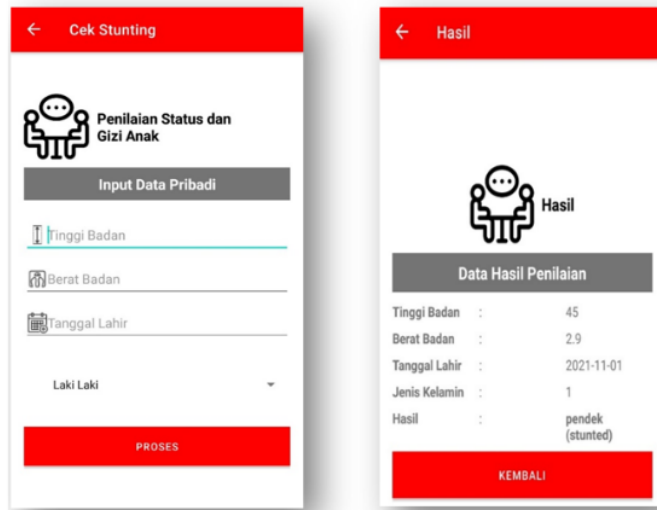 Cek Stunting
Penilaian Status dan
Gizi Anak
Input Data Pribadi
Tinggi Badan
Berat Badan
Tanggal Lahir
Laki Laki
PROSES
Hasil
Hasil
Data Hasil Penilaian
Tinggi Badan : 45
Berat Badan : 2.9
Tanggal Lahir : 2021-11-01
Jenis Kelamin : 1
Hasil : pendek
(stunted)
KEMBALI